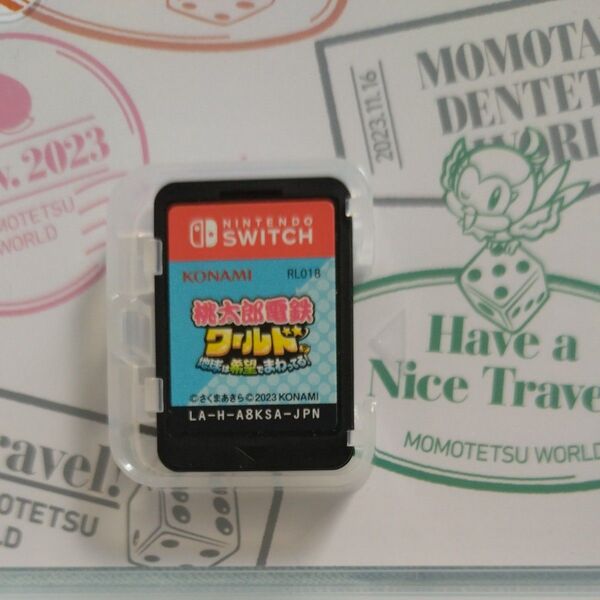 v. 2023
MOMOTETSU
WORLD
2023.11.16
MOMOTA
DENTET
WORL
NINTENDO
SWITCH
KONAMI RL018
桃太郎電鉄
ワールド
地球は希望でまわってる!
©さくまあきら©2023 KONAMI
LA-H-A8KSA-JPN
Have a
Nice Trave
MOMOTETSU WORLD
ravel!
MOTETSU
LD